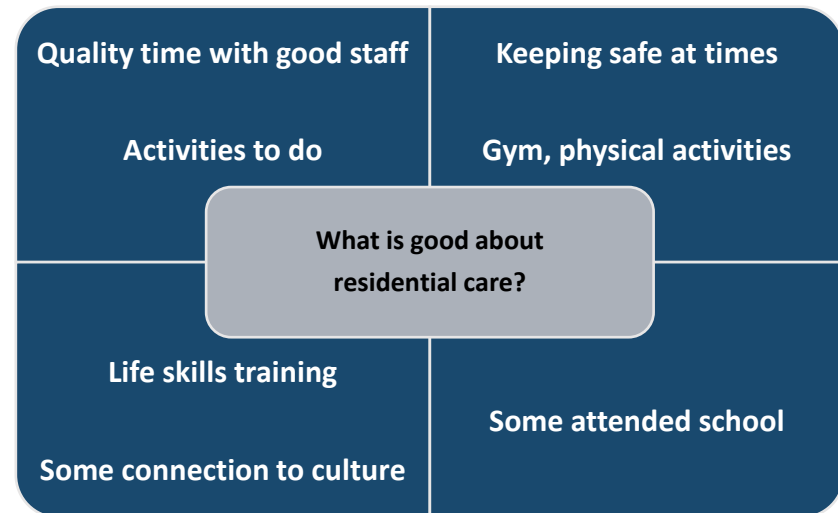 Quality time with good staff
Activities to do
Keeping safe at times
Gym, physical activities
What is good about
residential care?
Life skills training
Some connection to culture
Some attended school